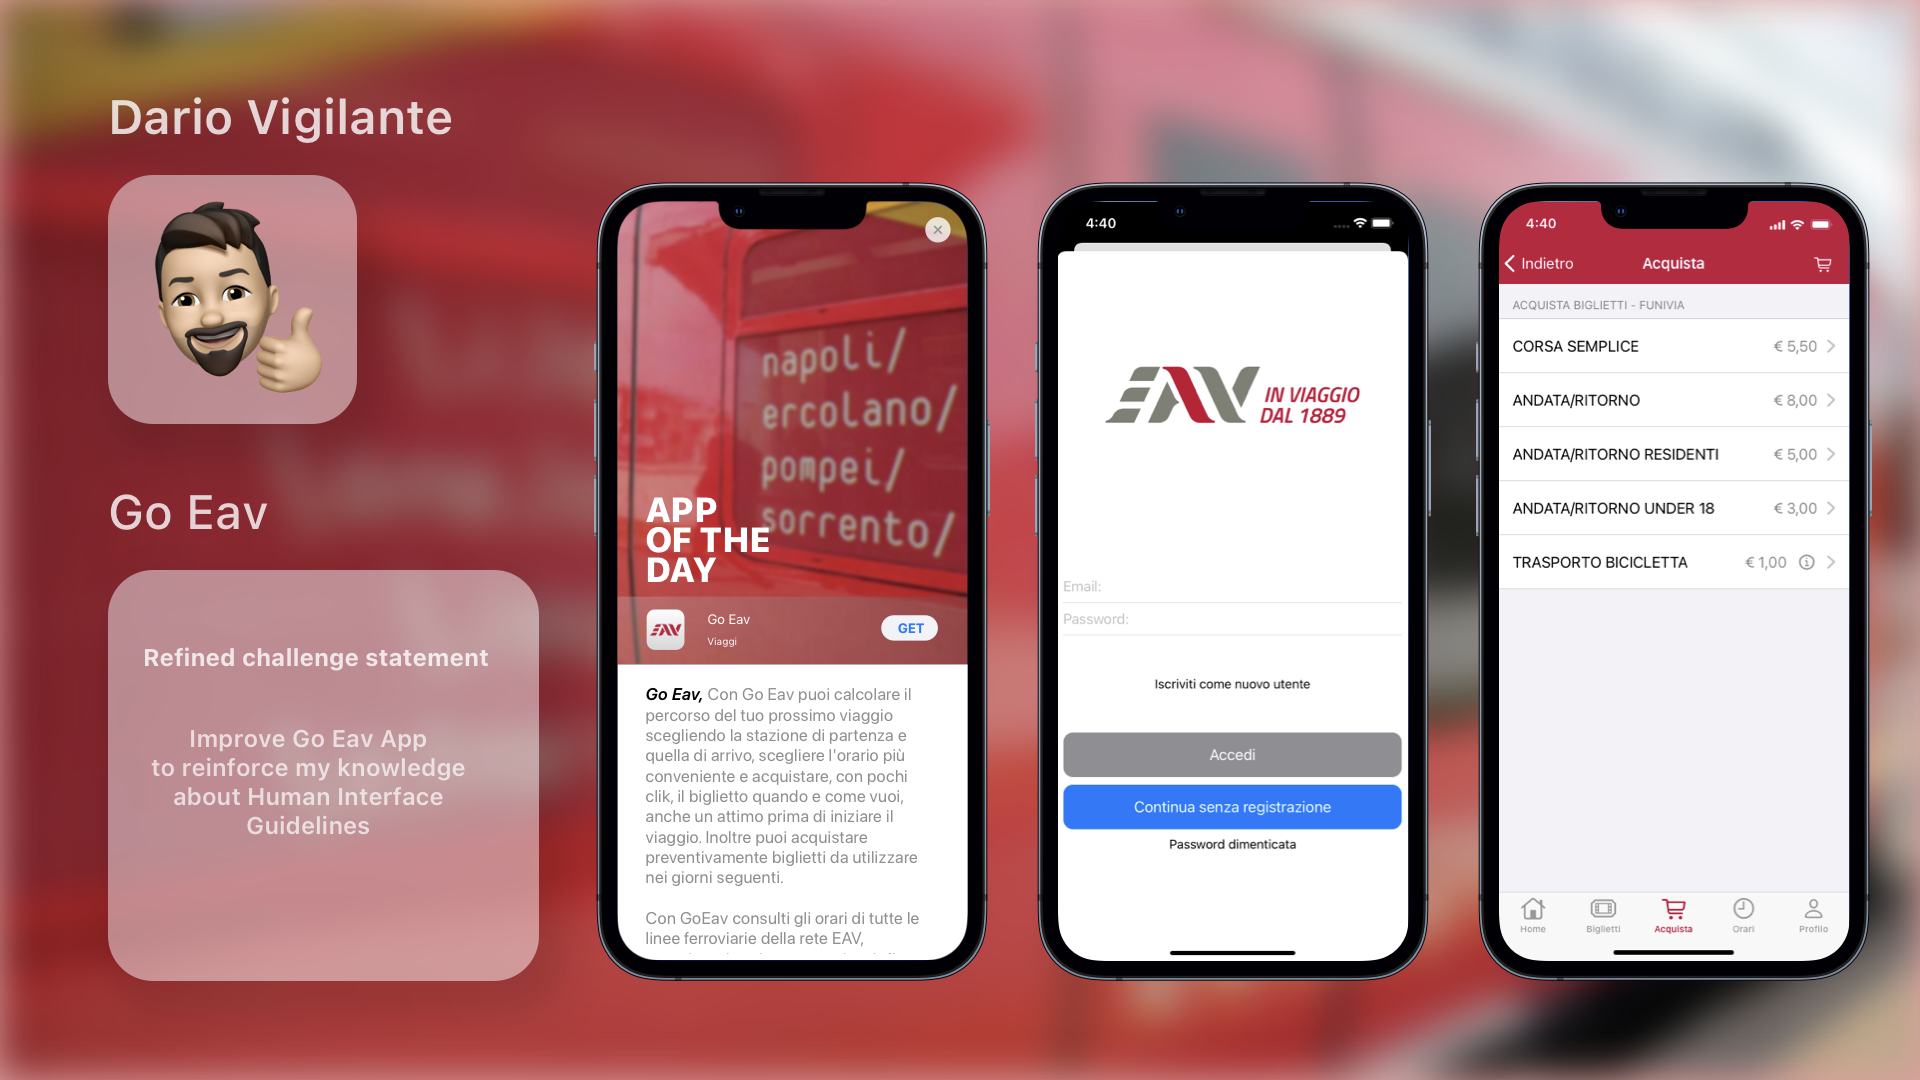 Dario Vigilante
Go Eav
Refined challenge statement
Improve Go Eav App
to reinforce my knowledge
about Human Interface
Guidelines
napoli/
ercolano/
pompei/
sorrento/
APP
OF THE
DAY
EAV
Go Eav
Viaggi
GET
Go Eav, Con Go Eav puoi calcolare il
percorso del tuo prossimo viaggio
scegliendo la stazione di partenza e
quella di arrivo, scegliere l'orario più
conveniente e acquistare, con pochi
clik, il biglietto quando e come vuoi,
anche un attimo prima di iniziare il
viaggio. Inoltre puoi acquistare
preventivamente biglietti da utilizzare
nei giorni seguenti.
Con GoEav consulti gli orari di tutte le
linee ferroviarie della rete EAV,
4:40
EAV IN VIAGGIO
DAL 1889
Email:
Password:
Iscriviti come nuovo utente
Accedi
Continua senza registrazione
Password dimenticata
4:40
Indietro Acquista
ACQUISTA BIGLIETTI - FUNIVIA
CORSA SEMPLICE € 5,50
ANDATA/RITORNO € 8,00
ANDATA/RITORNO RESIDENTI € 5,00
ANDATA/RITORNO UNDER 18 € 3,00
TRASPORTO BICICLETTA € 1,00
Home Biglietti Acquista Orari Profilo